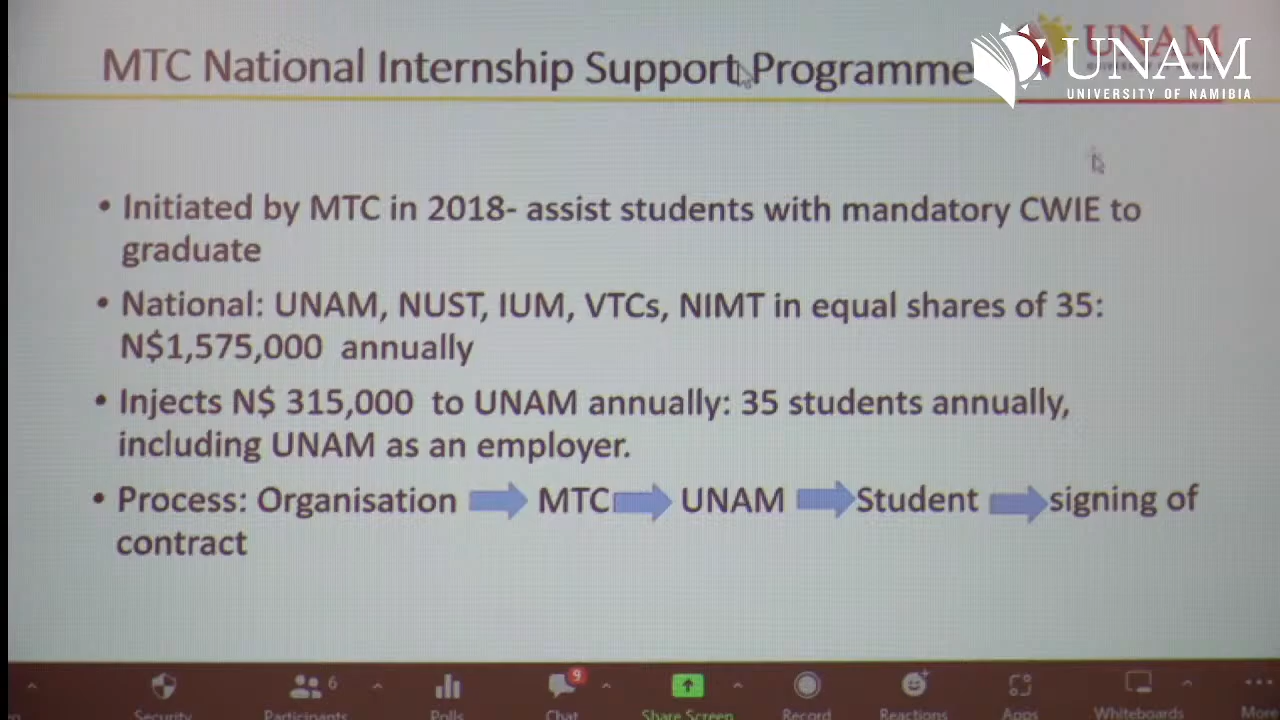 MTC National Internship Support Programme
UNAM
UNIVERSITY OF NAMIBIA
• Initiated by MTC in 2018- assist students with mandatory CWIE to
graduate
• National: UNAM, NUST, IUM, VTCs, NIMT in equal shares of 35:
N$1,575,000 annually
• Injects N$ 315,000 to UNAM annually: 35 students annually,
including UNAM as an employer.
• Process: Organisation MTC UNAM Student signing of
contract
6
9
Security Participants Polls Chat Share Screen Record Reactions Apps Whiteboards More